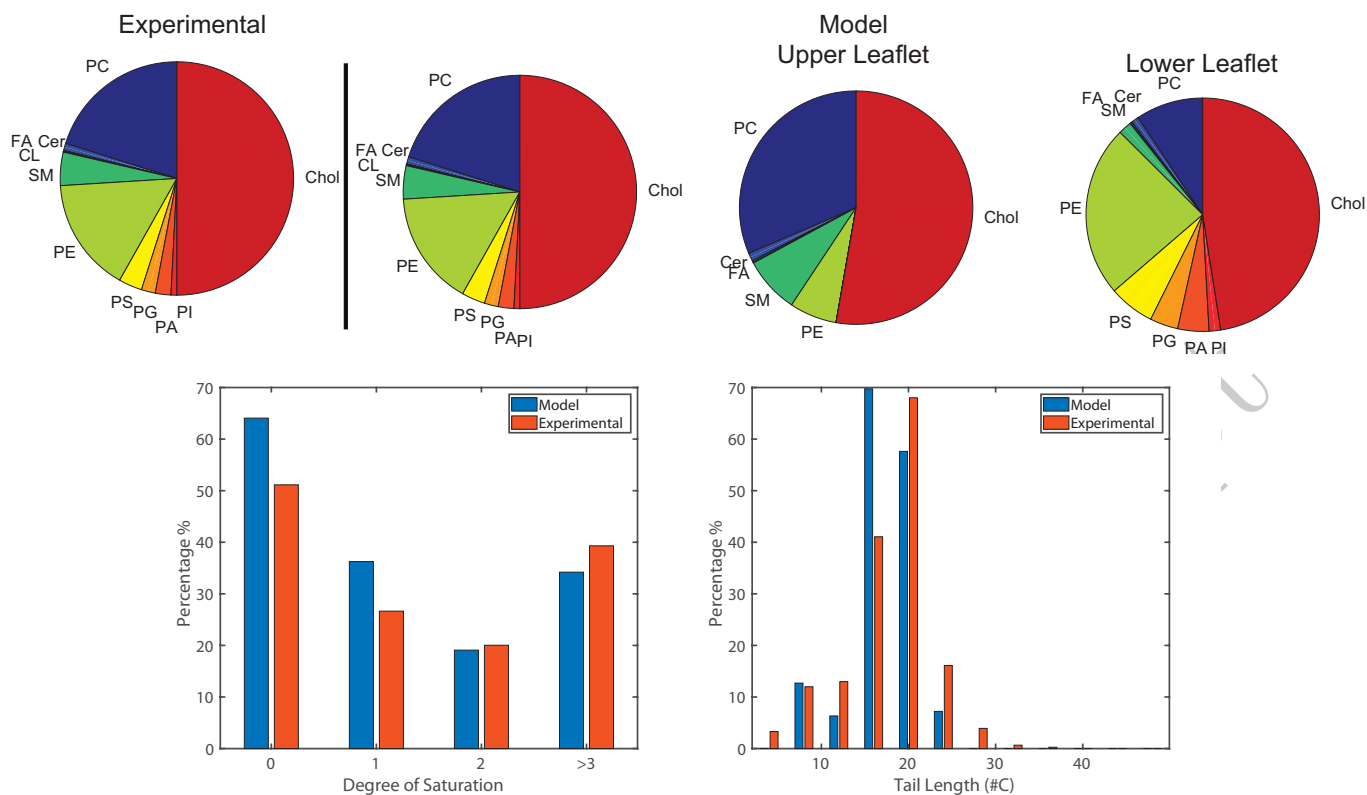 Experimental
Model
Upper Leaflet
Lower Leaflet
PC
FA Cer
CL
SM
PE
PS
PG
PA
PI
Chol
PC
FA Cer
CL
SM
PE
PS
PG
PA PI
Chol
PC
Cer
FA
SM
PE
Chol
PC
Cer
FA
SM
PE
PS
PG
PA PI
Chol
70
60
50
40
30
20
10
0
Percentage %
Model
Experimental
0 1 2 >3
Degree of Saturation
70
60
50
40
30
20
10
0
Percentage %
Model
Experimental
10 20 30 40
Tail Length (#C)